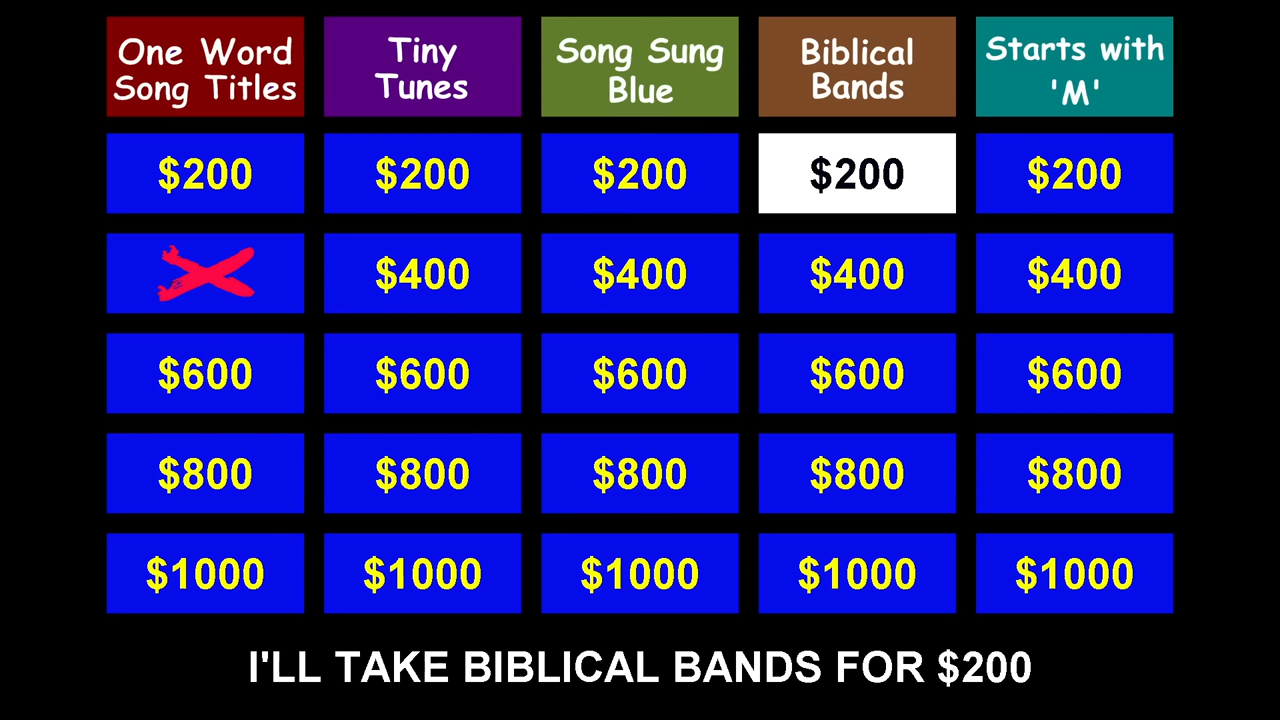 One Word
Song Titles
Tiny
Tunes
Song Sung
Blue
Biblical
Bands
Starts with
'M'
$200 $200 $200 $200 $200
$400 $400 $400 $400
$600 $600 $600 $600 $600
$800 $800 $800 $800 $800
$1000 $1000 $1000 $1000 $1000
I'LL TAKE BIBLICAL BANDS FOR $200